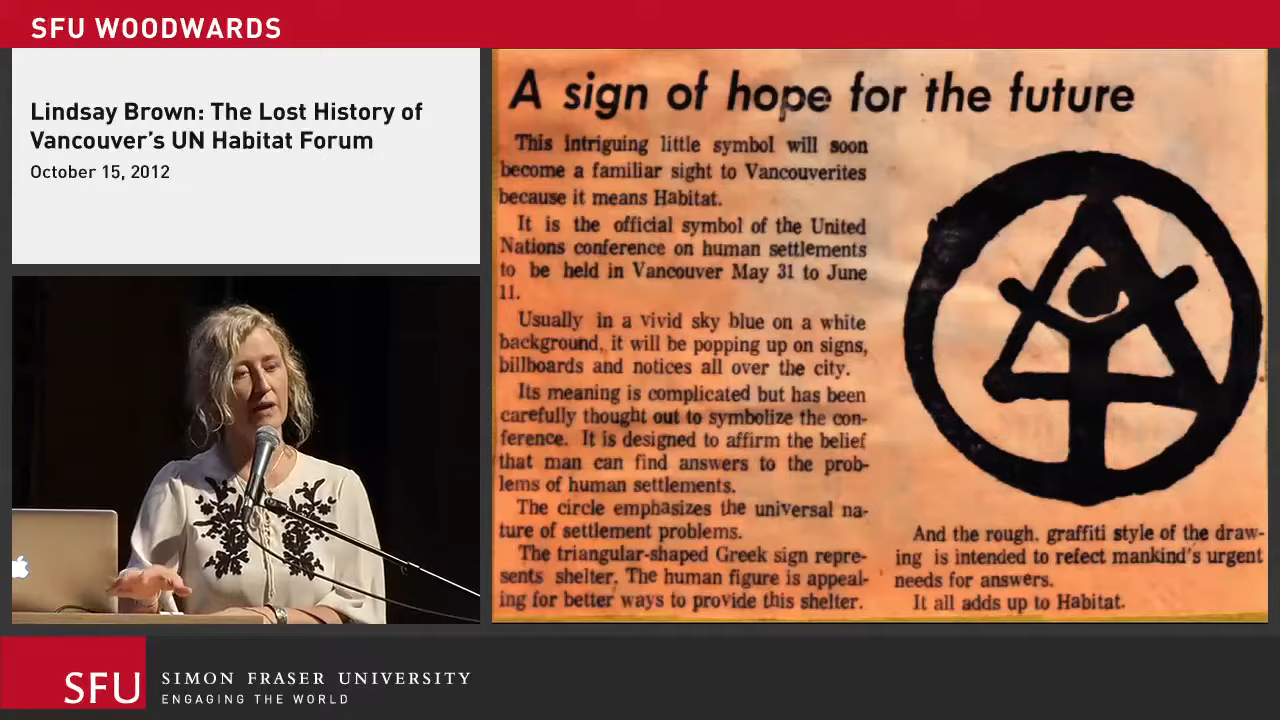 SFU WOODWARDS
Lindsay Brown: The Lost History of
Vancouver's UN Habitat Forum
October 15, 2012
A sign of hope for the future
This intriguing little symbol will soon
become a familiar sight to Vancouverites
because it means Habitat.
It is the official symbol of the United
Nations conference on human settlements
to be held in Vancouver May 31 to June
11.
Usually in a vivid sky blue on a white
background, it will be popping up on signs,
billboards and notices all over the city.
Its meaning is complicated but has been
carefully thought out to symbolize the con-
ference. It is designed to affirm the belief
that man can find answers to the prob-
lems of human settlements.
The circle emphasizes the universal na-
ture of settlement problems.
The triangular-shaped Greek sign repre-
sents shelter. The human figure is appeal-
ing for better ways to provide this shelter.
And the rough, graffiti style of the draw-
ing is intended to refect mankind's urgent
needs for answers.
It all adds up to Habitat.
SFU
SIMON FRASER UNIVERSITY
ENGAGING THE WORLD